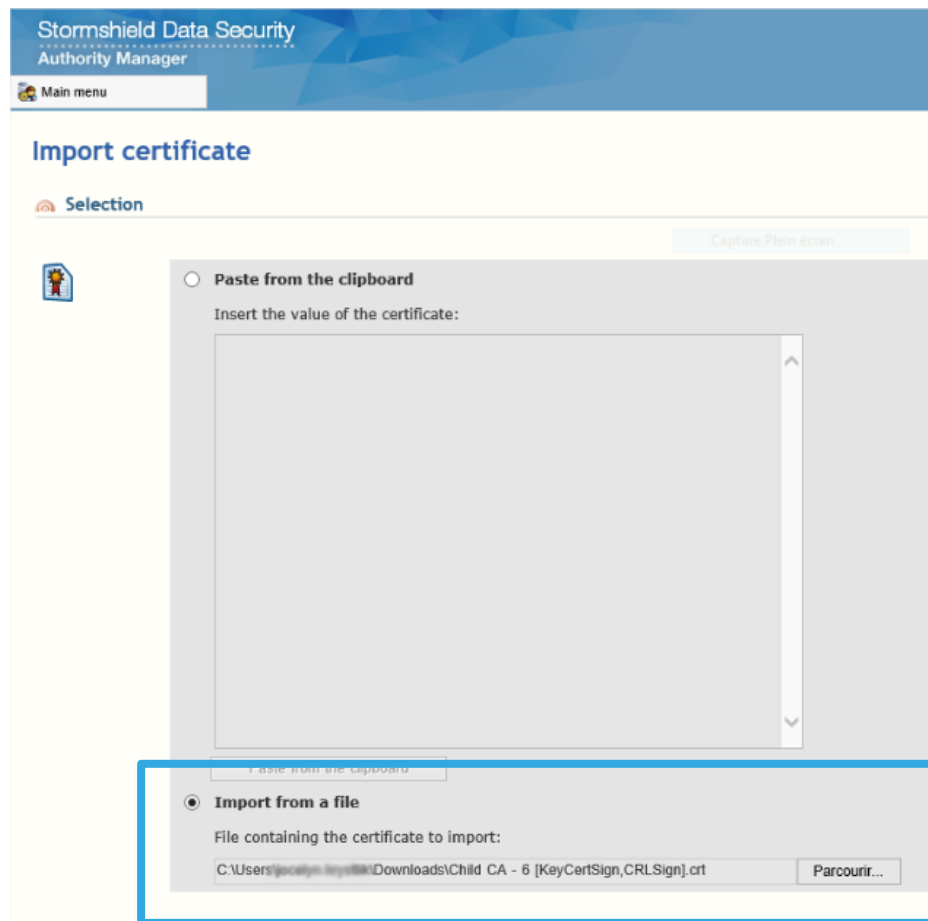 Stormshield Data Security
Authority Manager
Main menu
Import certificate
Selection
Capture Plein écran
Paste from the clipboard
Insert the value of the certificate:
Paste from the clipboard
Import from a file
File containing the certificate to import:
C:\Users\ \Downloads\Child CA - 6 [KeyCertSign,CRLSign].crt
Parcourir...